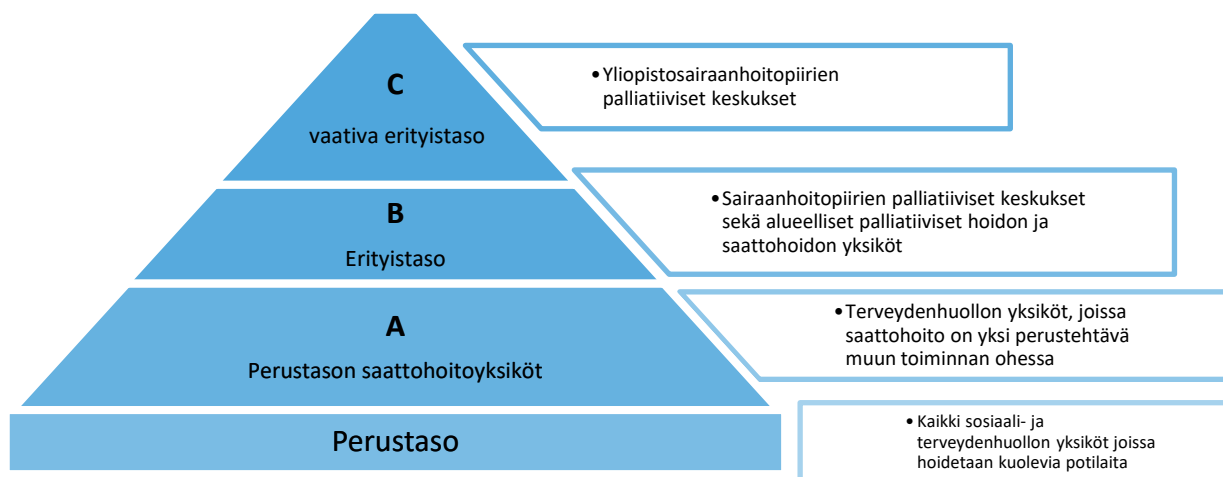 C
vaativa erityistaso
•Yliopistosairaanhoitopiirien
palliatiiviset keskukset
B
Erityistaso
•Sairaanhoitopiirien palliatiiviset keskukset
sekä alueelliset palliatiiviset hoidon ja
saattohoidon yksiköt
A
Perustason saattohoitoyksiköt
•Terveydenhuollon yksiköt, joissa
saattohoito on yksi perustehtävä
muun toiminnan ohessa
Perustaso
•Kaikki sosiaali- ja
terveydenhuollon yksiköt joissa
hoidetaan kuolevia potilaita